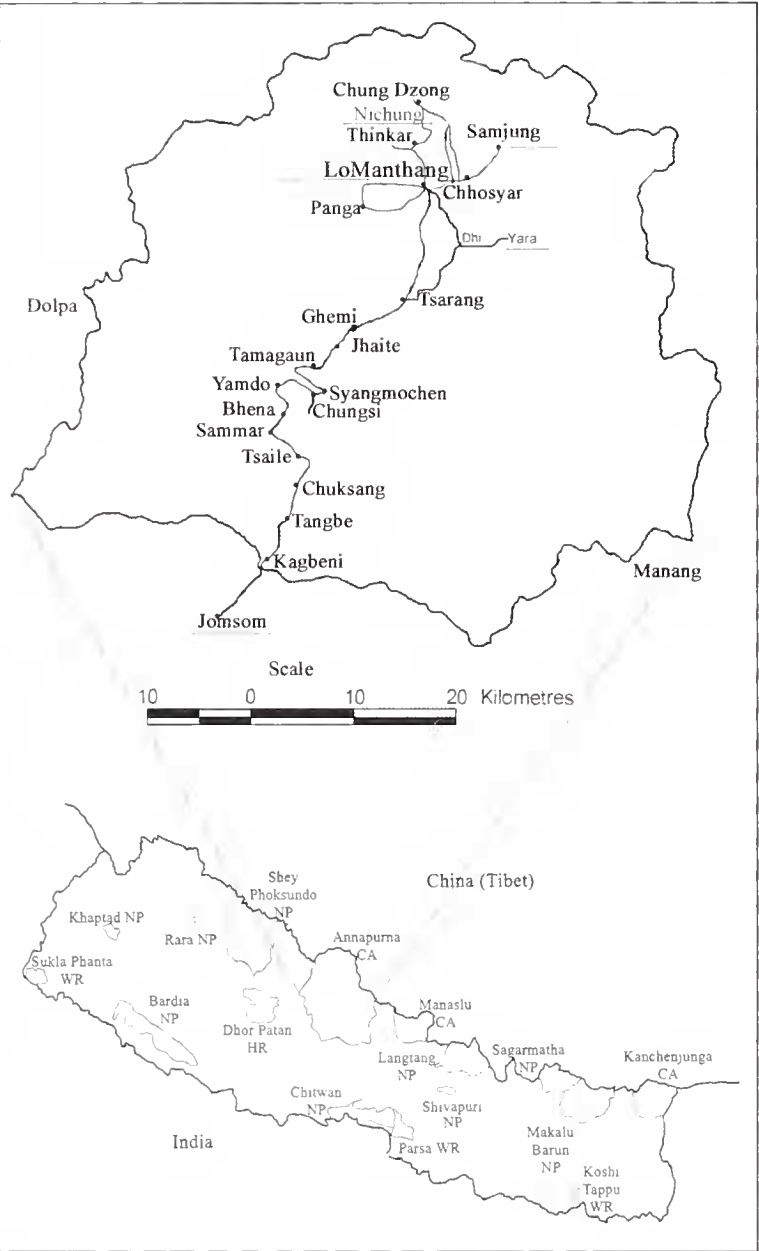 Chung Dzong
Nichung
Thinkar
Samjung
LoManthang
Chhosyar
Panga
Dhi
Yara
Dolpa
Tsarang
Ghemi
Jhaite
Tamagaun
Yamdo
Syangmochen
Bhena
Chungsi
Sammar
Tsaile
Chuksang
Tangbe
Kagbeni
Manang
Jomsom
Scale
10 0 10 20 Kilometres
China (Tibet)
Shey
Phoksundo
NP
Khaptad NP
Rara NP
Annapurna
CA
Sukla Phanta
WR
Bardia
NP
Dhor Patan
HR
Manaslu
CA
Langtang
NP
Sagarmatha
NP
Kanchenjunga
CA
Chitwan
NP
Shivapuri
NP
India
Parsa WR
Makalu
Barun
NP
Koshi
Tappu
WR